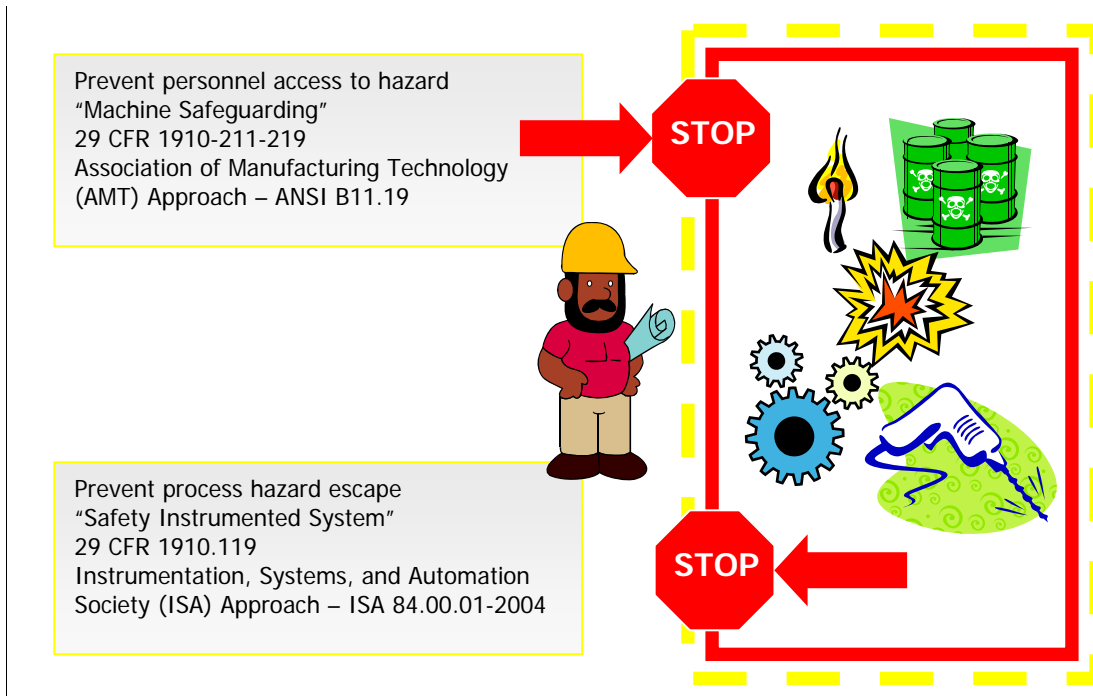 Prevent personnel access to hazard
“Machine Safeguarding”
29 CFR 1910-211-219
Association of Manufacturing Technology
(AMT) Approach – ANSI B11.19
STOP
Prevent process hazard escape
“Safety Instrumented System”
29 CFR 1910.119
Instrumentation, Systems, and Automation
Society (ISA) Approach – ISA 84.00.01-2004
STOP